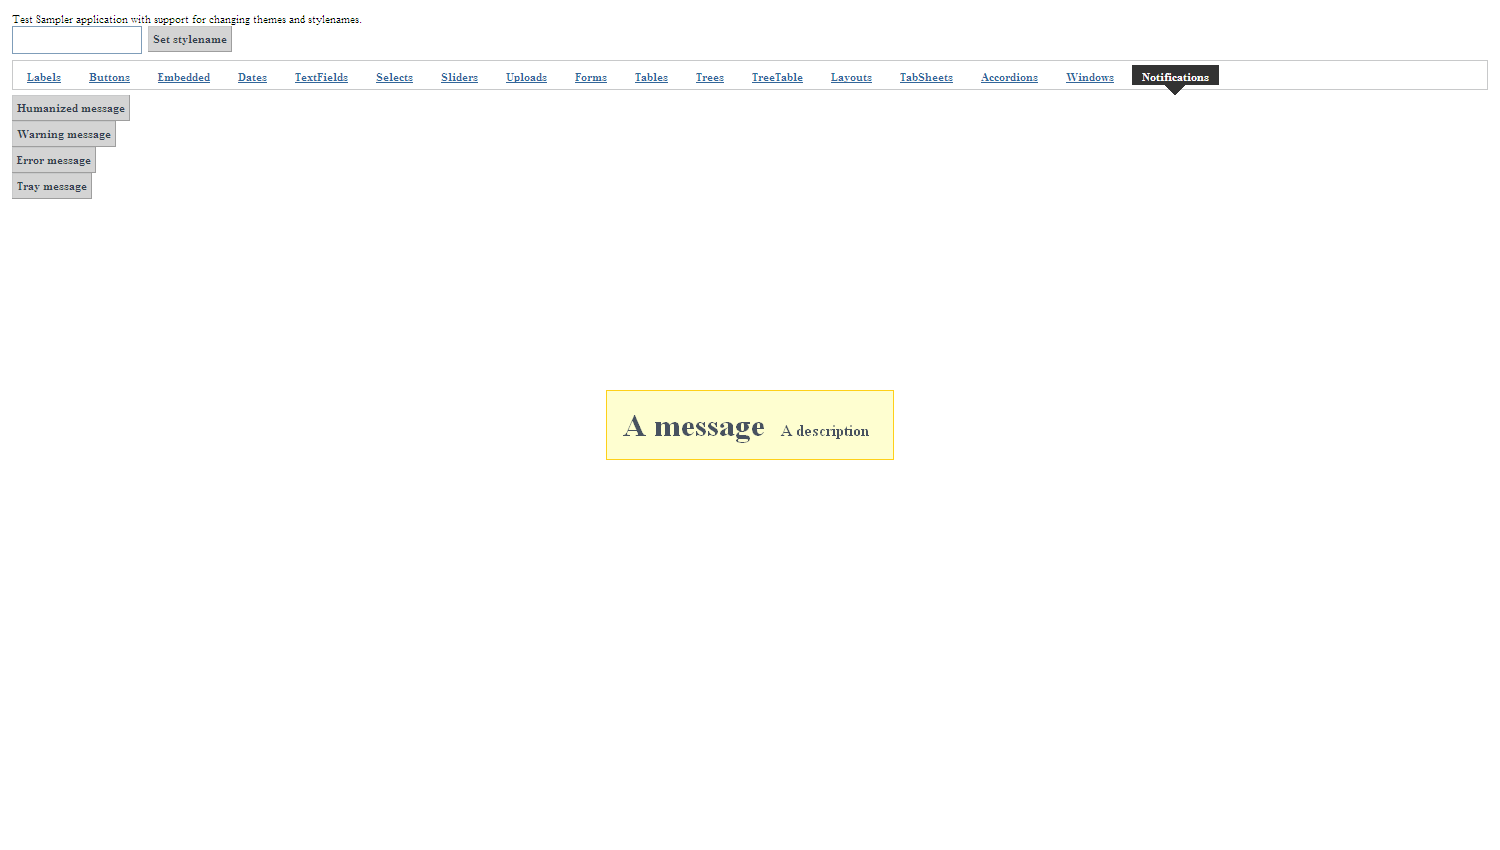 Test Sampler application with support for changing themes and stylenames.
Set stylename
Labels Buttons Embedded Dates TextFields Selects Sliders Uploads Forms Tables Trees TreeTable Layouts TabSheets Accordions Windows Notifications
Humanized message
Warning message
Error message
Tray message
A message A description